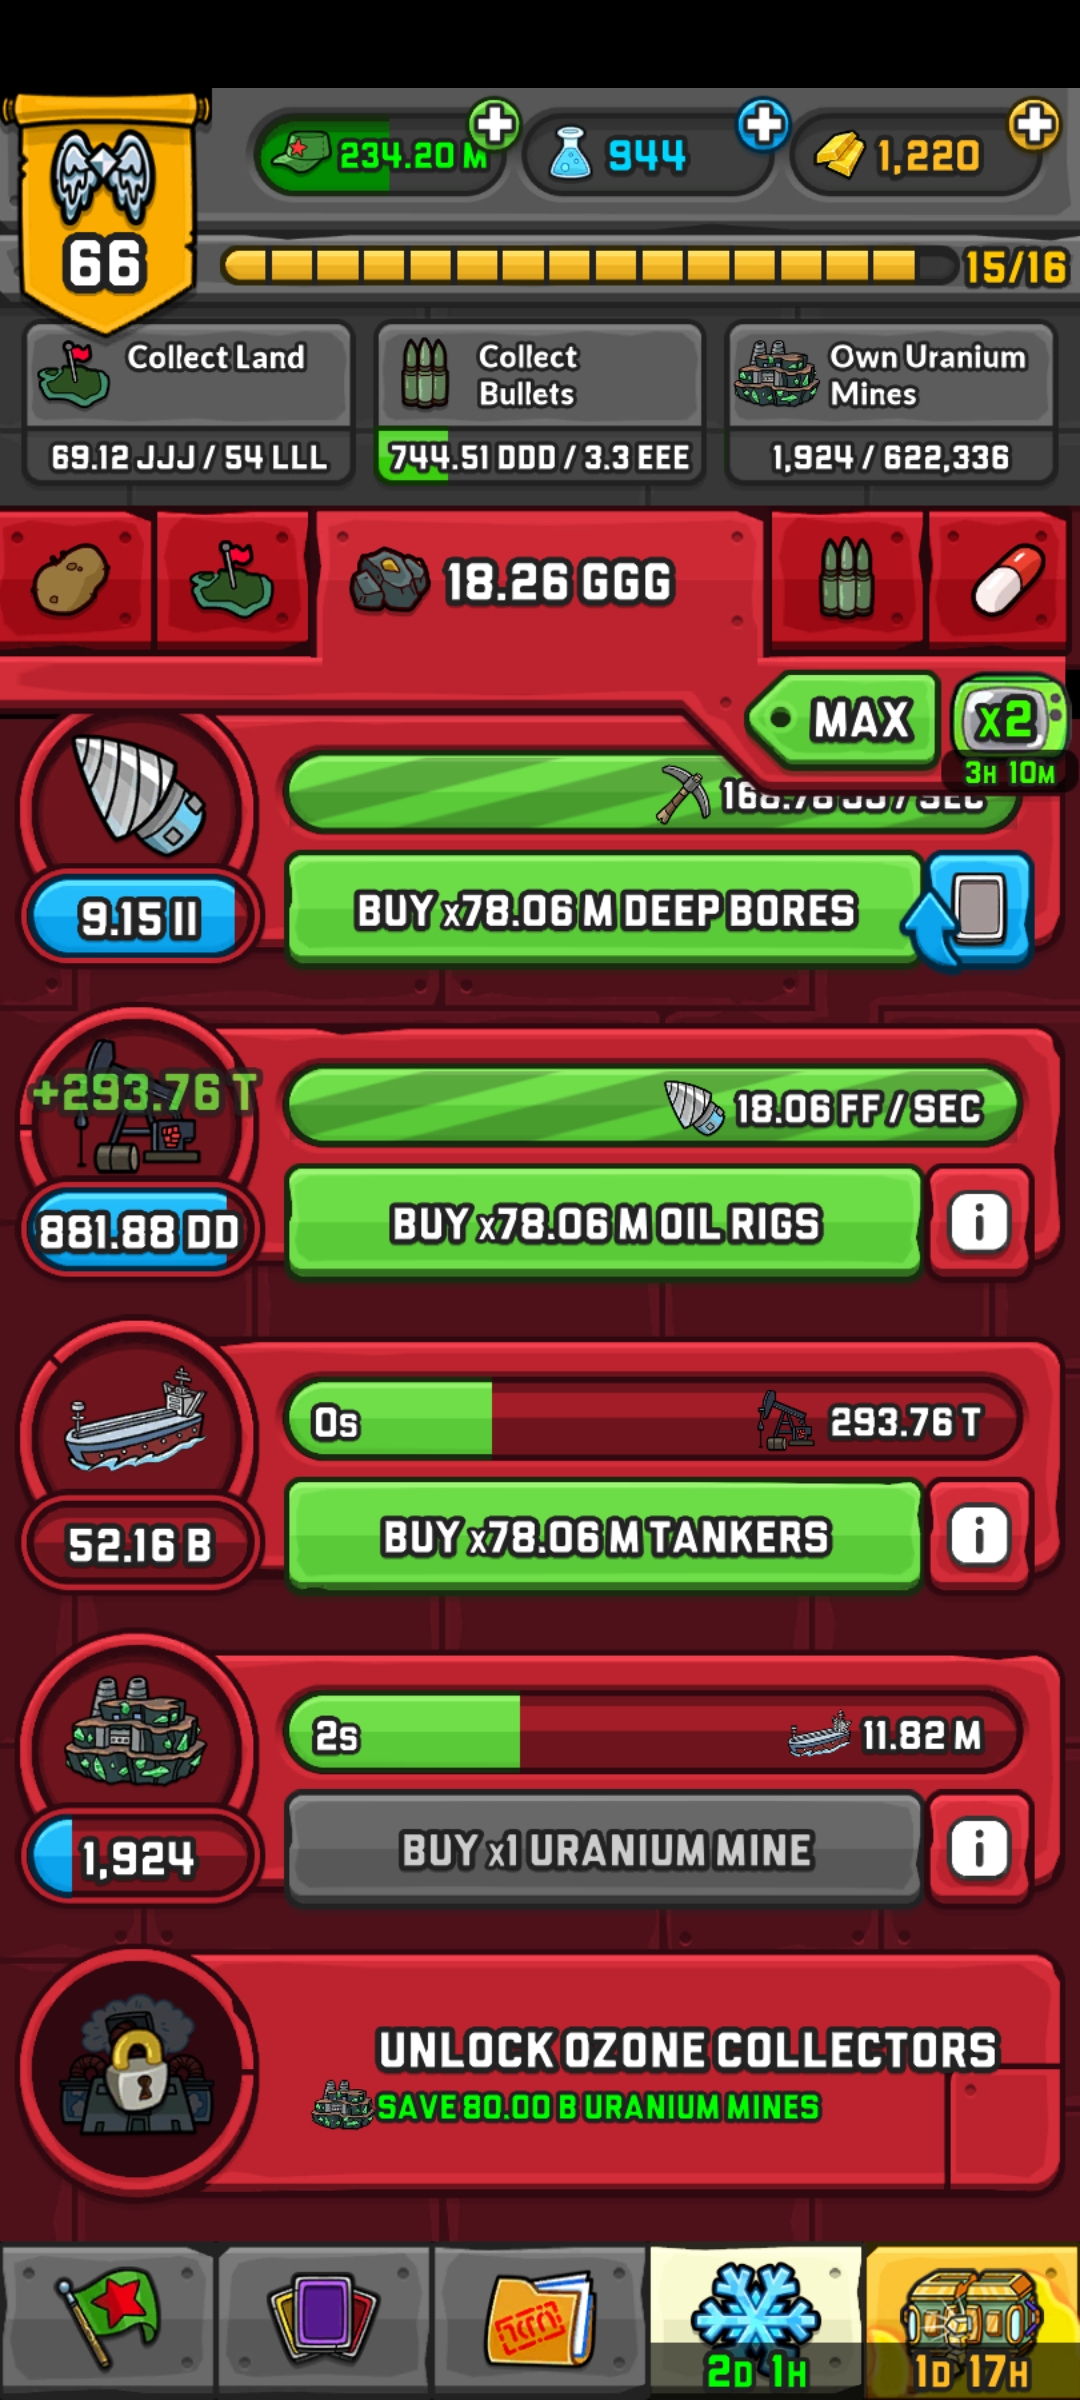 66
234.20 M
944
1,220
15/16
Collect Land
69.12 JJJ / 54 LLL
Collect
Bullets
744.51 DDD / 3.3 EEE
Own Uranium
Mines
1,924 / 622,336
18.26 GGG
MAX
x2
3H 10M
168.78 JJ / SEC
9.15 II
BUY x78.06 M DEEP BORES
+293.76 T
18.06 FF / SEC
881.88 DD
BUY x78.06 M OIL RIGS
i
0s
293.76 T
52.16 B
BUY x78.06 M TANKERS
i
2s
11.82 M
1,924
BUY x1 URANIUM MINE
i
UNLOCK OZONE COLLECTORS
SAVE 80.00 B URANIUM MINES
2D 1H
1D 17H